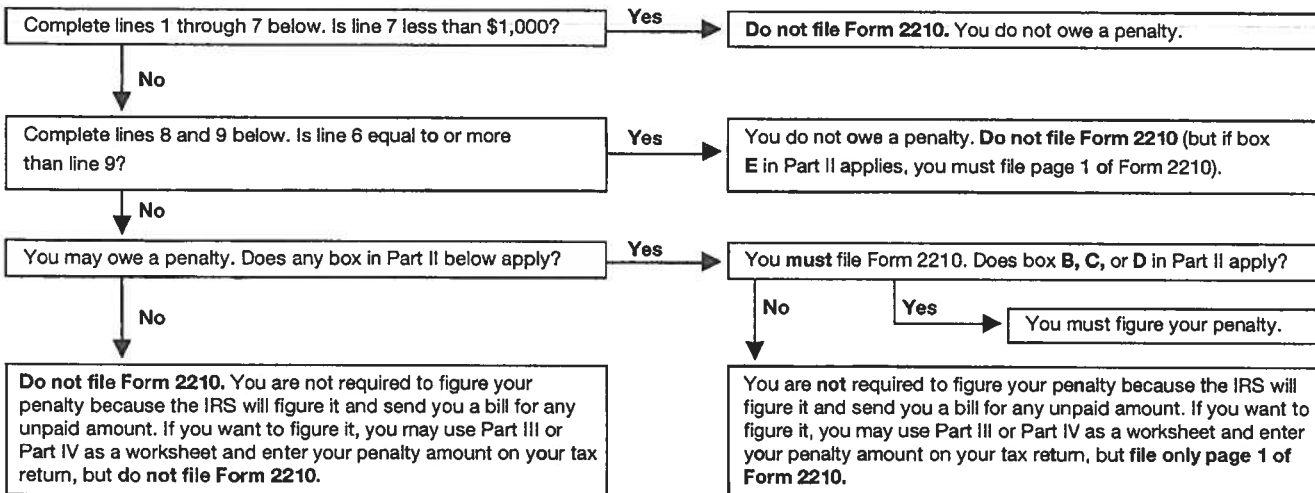 Complete lines 1 through 7 below. Is line 7 less than $1,000?
Yes
Do not file Form 2210. You do not owe a penalty.
No
Complete lines 8 and 9 below. Is line 6 equal to or more
than line 9?
Yes
You do not owe a penalty. Do not file Form 2210 (but if box
E in Part II applies, you must file page 1 of Form 2210).
No
You may owe a penalty. Does any box in Part II below apply?
Yes
You must file Form 2210. Does box B, C, or D in Part II apply?
No
Yes
You must figure your penalty.
No
Do not file Form 2210. You are not required to figure your
penalty because the IRS will figure it and send you a bill for any
unpaid amount. If you want to figure it, you may use Part III or
Part IV as a worksheet and enter your penalty amount on your tax
return, but do not file Form 2210.
You are not required to figure your penalty because the IRS will
figure it and send you a bill for any unpaid amount. If you want to
figure it, you may use Part III or Part IV as a worksheet and enter
your penalty amount on your tax return, but file only page 1 of
Form 2210.